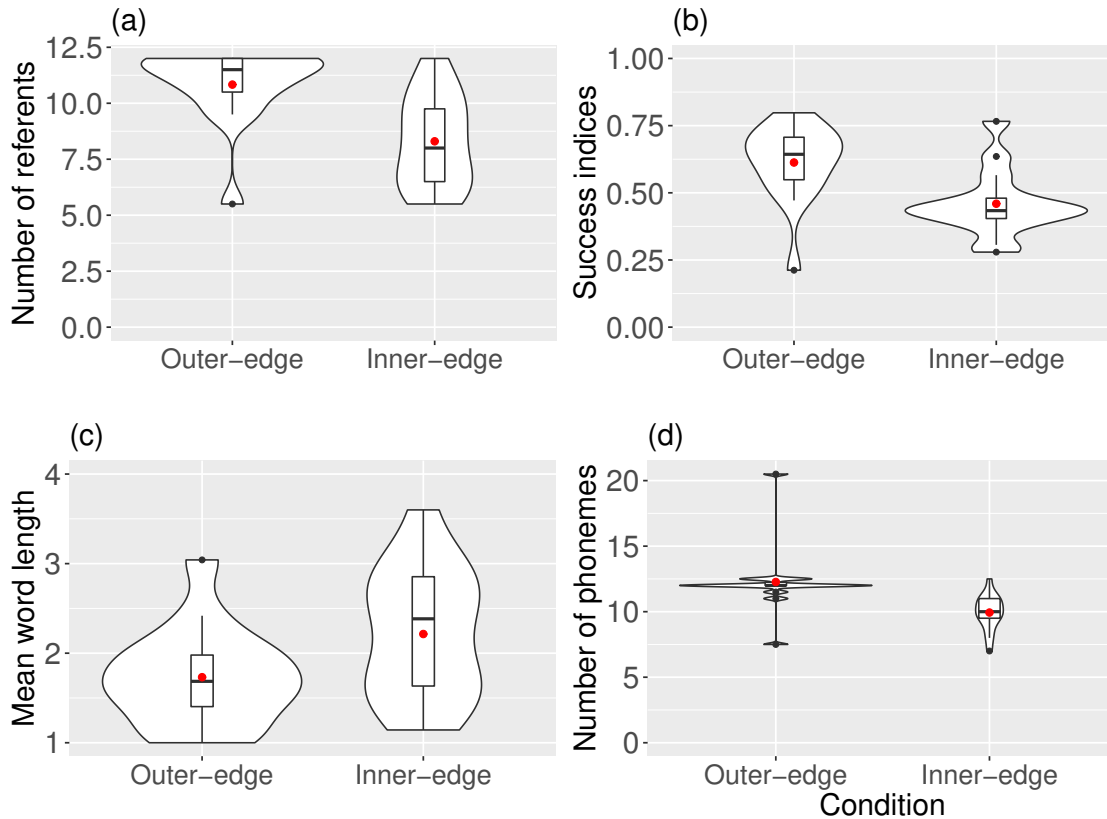 (a)
Number of referents
12.5
10.0
7.5
5.0
2.5
0.0
Outer−edge
Inner−edge
(b)
Success indices
1.00
0.75
0.50
0.25
0.00
Outer−edge
Inner−edge
(c)
Mean word length
4
3
2
1
Outer−edge
Inner−edge
(d)
Number of phonemes
20
15
10
5
0
Outer−edge
Inner−edge
Condition